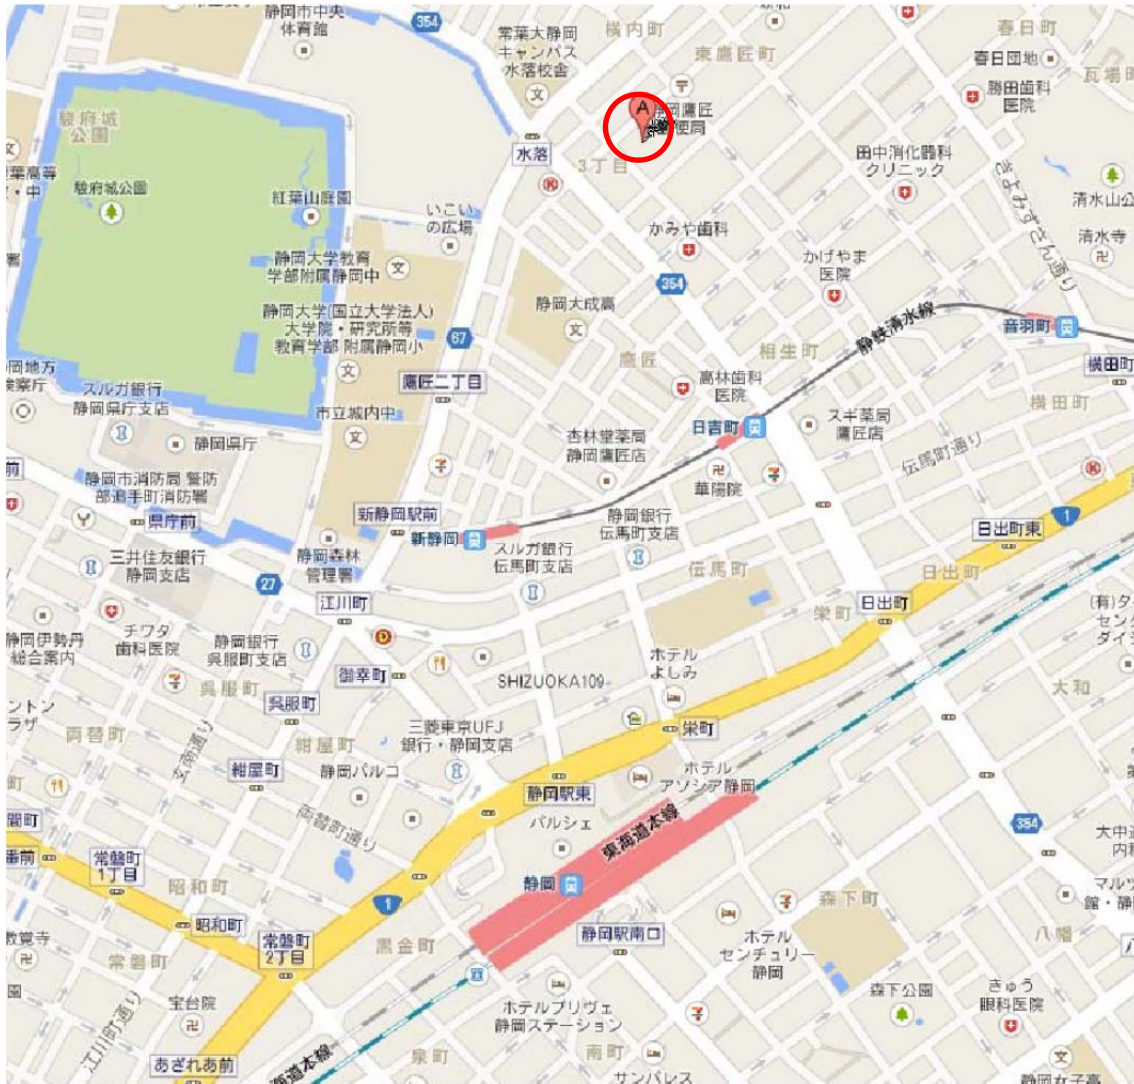 静岡市中央
体育館
354
常葉大静岡
キャンパス
水落校舎
横内町
東鷹匠町
春日町
春日団地
勝田歯科
医院
駿府城
公園
駿府城公園
紅葉山庭園
いこい
の広場
水落
A
静岡鷹匠
便局
3丁目
田中消化器科
クリニック
きよみずさん通り
清水山公
清水寺
かみや歯科
かげやま
医院
静岡大学教育
学部附属静岡中
静岡大学(国立大学法人)
大学院・研究所等
教育学部 附属静岡小
67
静岡大成高
354
静鉄清水線
音羽町
横田町
横田町
相生町
鷹匠
高林歯科
医院
鷹匠二丁目
市立城内中
スルガ銀行
静岡県庁支店
静岡県庁
日吉町
スギ薬局
鷹匠店
杏林堂薬局
静岡鷹匠店
華陽院
伝馬町通り
静岡市消防局 警防
部追手町消防署
県庁前
新静岡駅前
新静岡
静岡銀行
伝馬町支店
スルガ銀行
伝馬町支店
日出町東
1
日出町
伝馬町
栄町
日出町
三井住友銀行
静岡支店
静岡森林
管理署
27
江川町
静岡伊勢丹
総合案内
チワタ
歯科医院
静岡銀行
呉服町支店
御幸町
SHIZUOKA109
ホテル
よしみ
大和
呉服町
呉服町
両替町
玄南通り
紺屋町
紺屋町
三菱東京UFJ
銀行・静岡支店
静岡パルコ
栄町
ホテル
アソシア静岡
静岡駅東
パルシェ
東海道本線
両替町通り
354
常磐町
1丁目
昭和町
昭和町
1
静岡
静岡駅南口
森下町
八幡
常磐町
2丁目
黒金町
常磐町
宝台院
江川町通り
あざれあ前
ホテル
センチュリー
静岡
森下公園
きゅう
眼科医院
ホテルプリヴェ
静岡ステーション
泉町
南町
サンパレス
静岡女子高